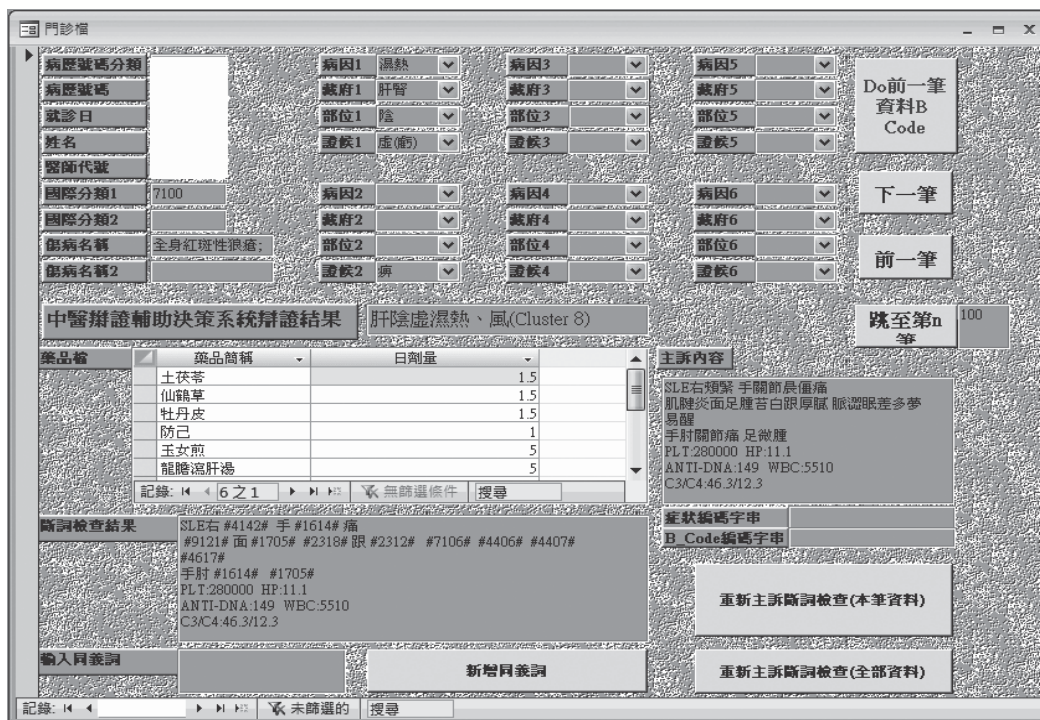 門診檔
病歷號碼分類 病因1 濕熱 病因3 病因5
病歷號碼 藏府1 肝腎 藏府3 藏府5
就診日 部位1 陰 部位3 部位5
姓名 證候1 虛(虧) 證候3 證候5
醫師代號
Do前一筆
資料B
Code
國際分類1 7100 病因2 病因4 病因6
國際分類2 藏府2 藏府4 藏府6
傷病名稱 全身紅斑性狼瘡; 部位2 部位4 部位6
傷病名稱2 證候2 痹 證候4 證候6
下一筆
前一筆
中醫辯證輔助決策系統辯證結果 肝陰虛濕熱、風(Cluster 8)
跳至第n
筆
100
藥品檔 藥品簡稱 日劑量
土茯苓 1.5
仙鶴草 1.5
牡丹皮 1.5
防己 1
玉女煎 5
龍膽瀉肝湯 5
記錄: 6之1 無篩選條件 搜尋
主訴內容
SLE右頰緊 手關節晨僵痛
肌腱炎面足腫苔白跟厚膩 脈澀眠差多夢
易醒
手肘關節痛 足微腫
PLT:280000 HP:11.1
ANTI-DNA:149 WBC:5510
C3/C4:46.3/12.3
症狀編碼字串
B_Code編碼字串
斷詞檢查結果
SLE右 #4142# 手 #1614# 痛
#9121# 面 #1705# #2318# 跟 #2312# #7106# #4406# #4407#
#4617#
手肘 #1614# #1705#
PLT:280000 HP:11.1
ANTI-DNA:149 WBC:5510
C3/C4:46.3/12.3
重新主訴斷詞檢查(本筆資料)
輸入同義詞 新增同義詞 重新主訴斷詞檢查(全部資料)
記錄: 未篩選的 搜尋